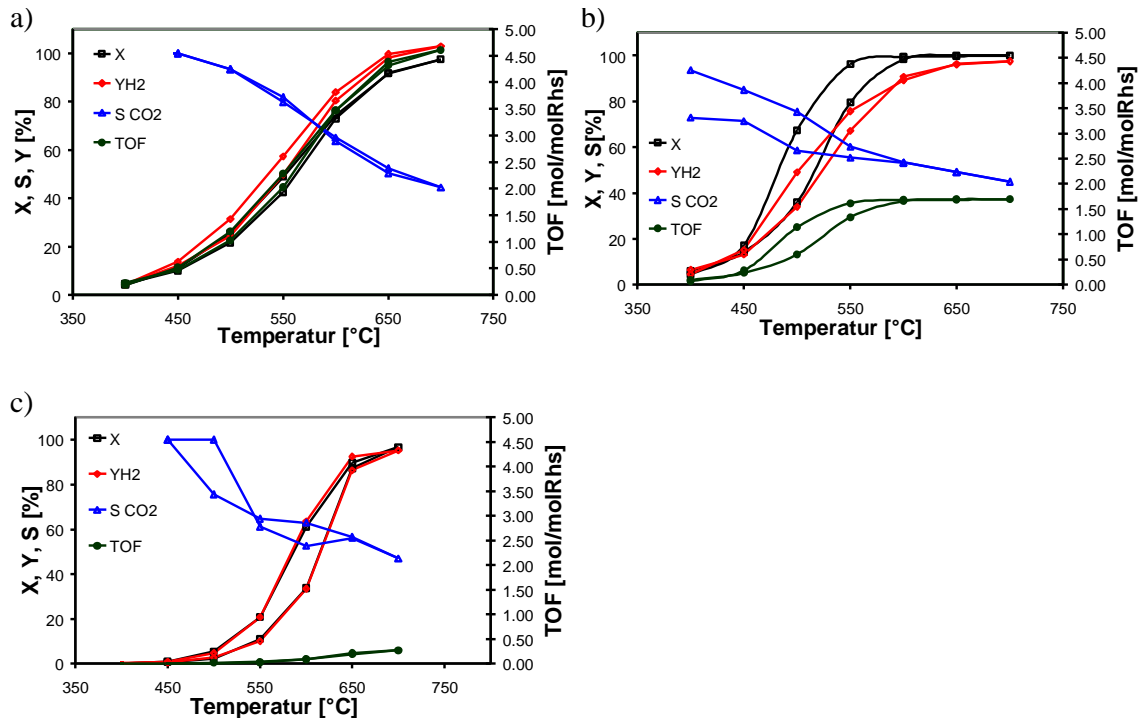 a)
X, S, Y [%]
100
80
60
40
20
0
X
YH2
S CO2
TOF
5.00
4.50
4.00
3.50
3.00
2.50
2.00
1.50
1.00
0.50
0.00
TOF [mol/molRhs]
350 450 550 650 750
Temperatur [°C]
b)
X, Y, S[%]
100
80
60
40
20
0
X
YH2
S CO2
TOF
5.00
4.50
4.00
3.50
3.00
2.50
2.00
1.50
1.00
0.50
0.00
TOF [mol/molRhs]
350 450 550 650 750
Temperatur [°C]
c)
X, Y, S [%]
100
80
60
40
20
0
X
YH2
S CO2
TOF
5.00
4.50
4.00
3.50
3.00
2.50
2.00
1.50
1.00
0.50
0.00
TOF [mol/molRhs]
350 450 550 650 750
Temperatur [°C]